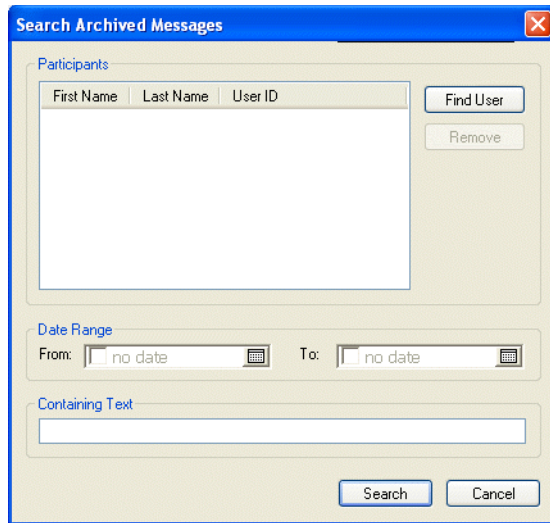 Search Archived Messages
Participants
First Name Last Name User ID
Find User
Remove
Date Range
From: no date To: no date
Containing Text
Search Cancel